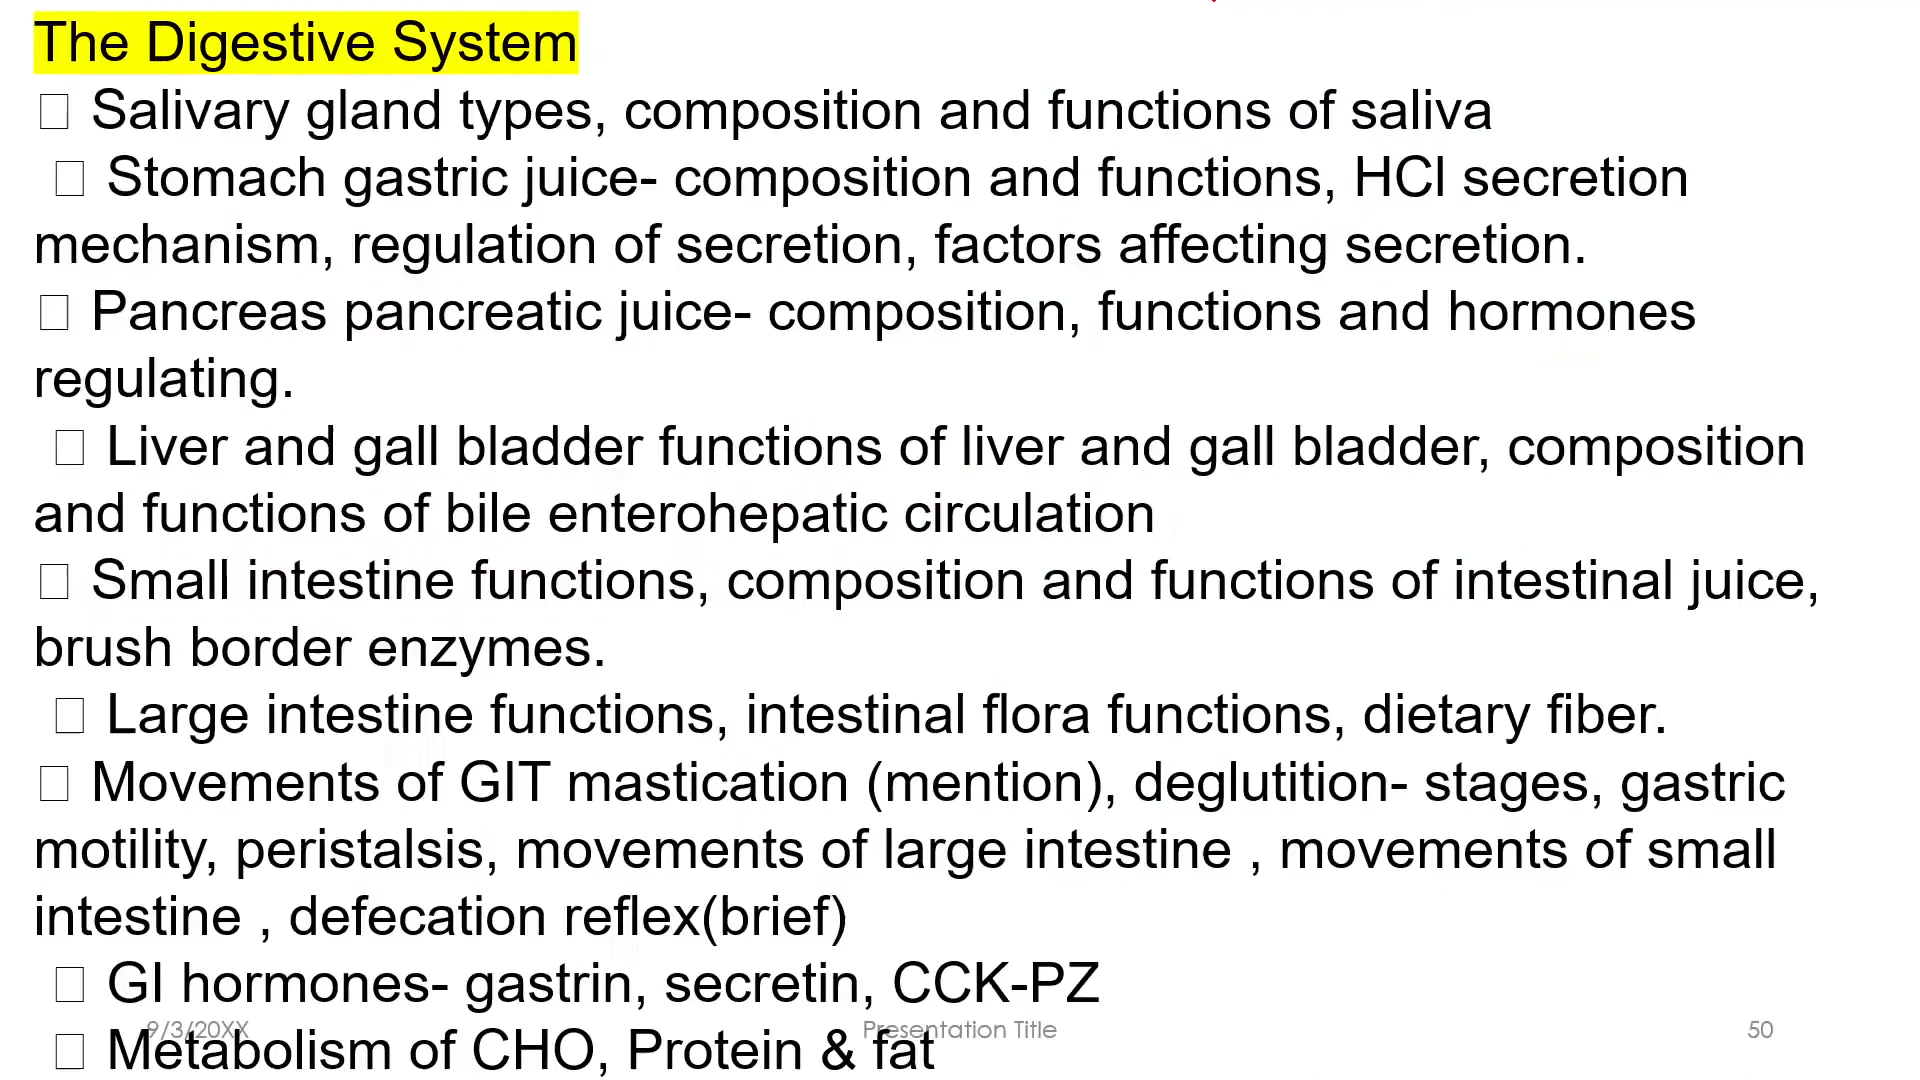 The Digestive System
□ Salivary gland types, composition and functions of saliva
□ Stomach gastric juice- composition and functions, HCl secretion
mechanism, regulation of secretion, factors affecting secretion.
□ Pancreas pancreatic juice- composition, functions and hormones
regulating.
□ Liver and gall bladder functions of liver and gall bladder, composition
and functions of bile enterohepatic circulation
□ Small intestine functions, composition and functions of intestinal juice,
brush border enzymes.
□ Large intestine functions, intestinal flora functions, dietary fiber.
□ Movements of GIT mastication (mention), deglutition- stages, gastric
motility, peristalsis, movements of large intestine , movements of small
intestine , defecation reflex(brief)
□ GI hormones- gastrin, secretin, CCK-PZ
□ Metabolism of CHO, Protein & fat
9/3/20XX
Presentation Title
50